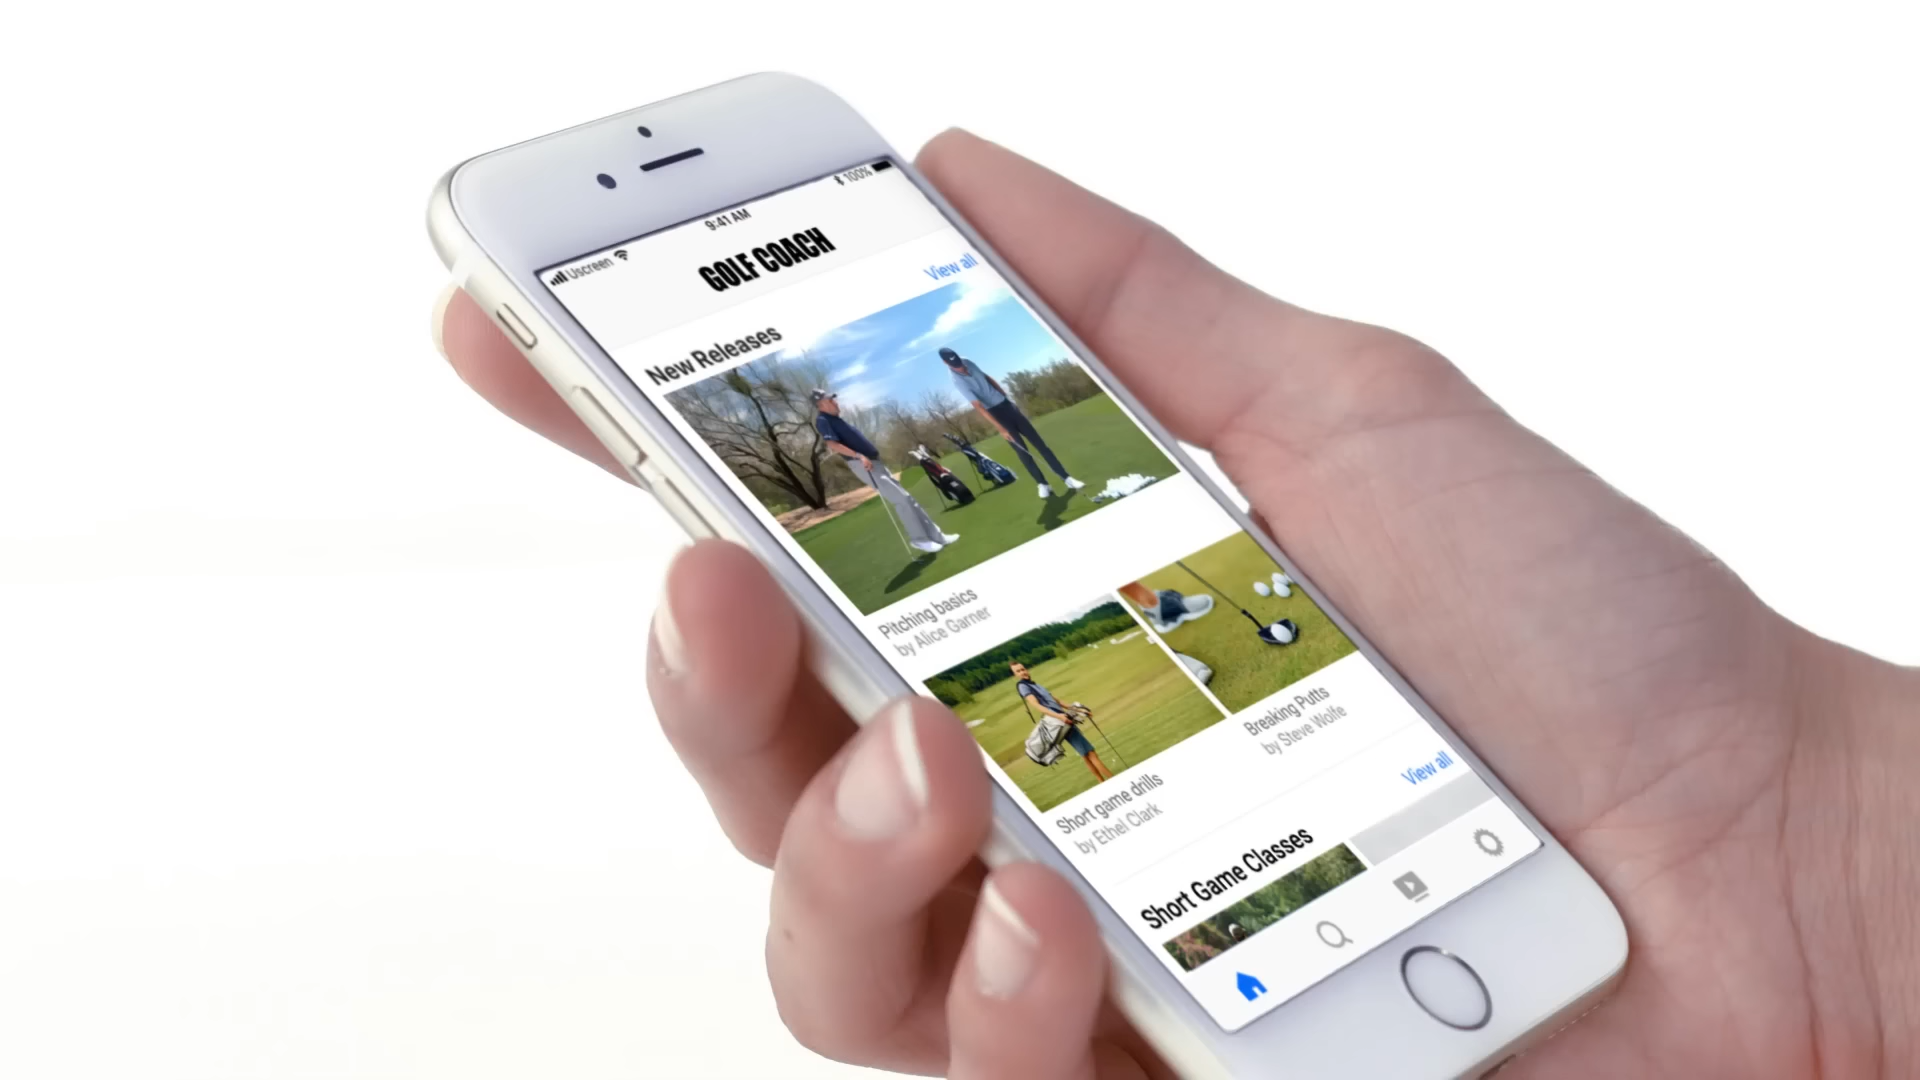 Uscreen
9:41 AM
100%
GOLF COACH
New Releases
View all
Pitching basics
by Alice Garner
Short game drills
by Ethel Clark
Breaking Putts
by Steve Wolfe
Short Game Classes
View all